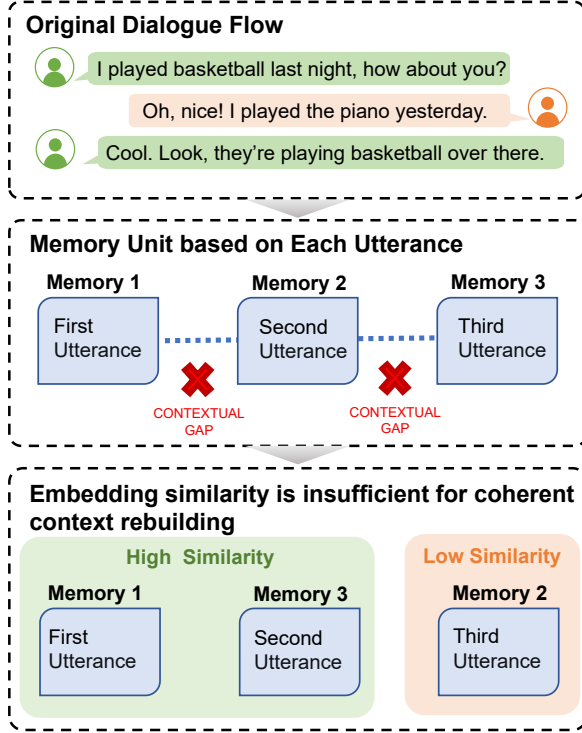 Original Dialogue Flow
I played basketball last night, how about you?
Oh, nice! I played the piano yesterday.
Cool. Look, they're playing basketball over there.
Memory Unit based on Each Utterance
Memory 1
Memory 2
Memory 3
First
Utterance
Second
Utterance
Third
Utterance
CONTEXTUAL
GAP
CONTEXTUAL
GAP
Embedding similarity is insufficient for coherent
context rebuilding
High Similarity
Low Similarity
Memory 1
Memory 3
Memory 2
First
Utterance
Second
Utterance
Third
Utterance